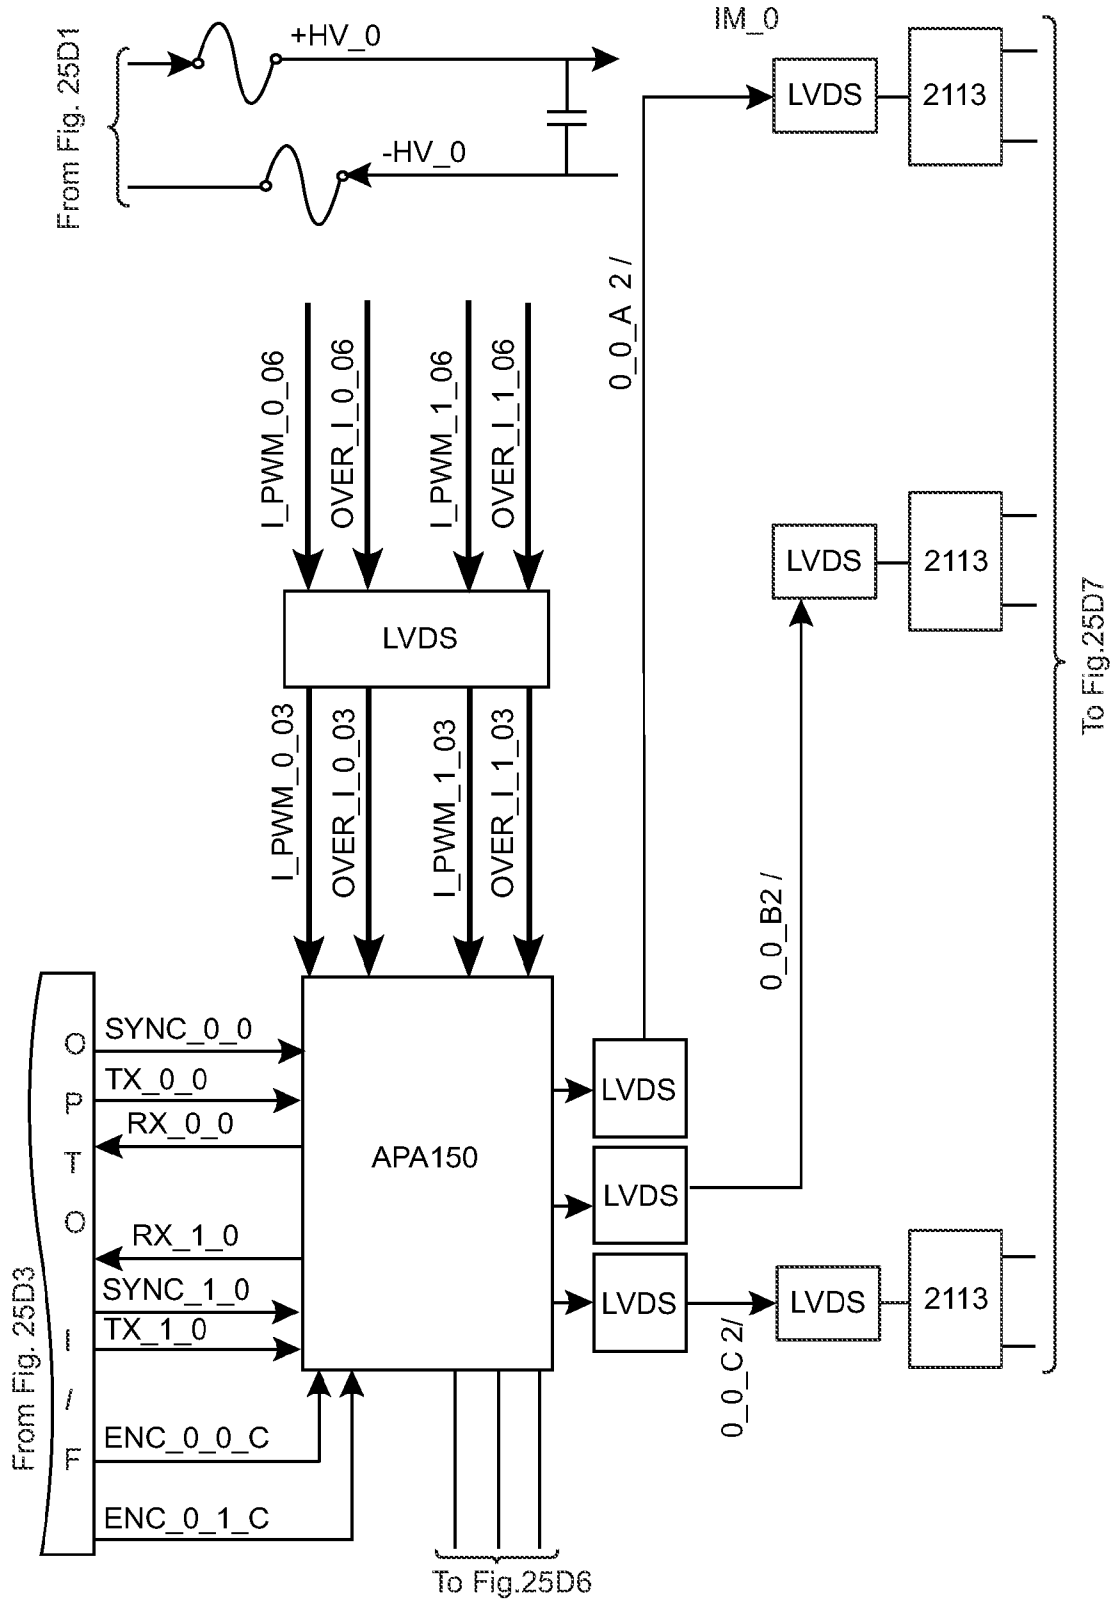 IM_0
From Fig. 25D1
+HV_0
-HV_0
LVDS
2113
0_0_A 2 /
I_PWM_0_06
OVER_I_0_06
I_PWM_1_06
OVER_I_1_06
LVDS
2113
LVDS
To Fig.25D7
I_PWM_0_03
OVER_I_0_03
I_PWM_1_03
OVER_I_1_03
0_0_B2 /
OPTO I/F
SYNC_0_0
TX_0_0
RX_0_0
APA150
LVDS
LVDS
RX_1_0
SYNC_1_0
TX_1_0
From Fig. 25D3
LVDS
LVDS
2113
0_0_C 2/
ENC_0_0_C
ENC_0_1_C
To Fig.25D6